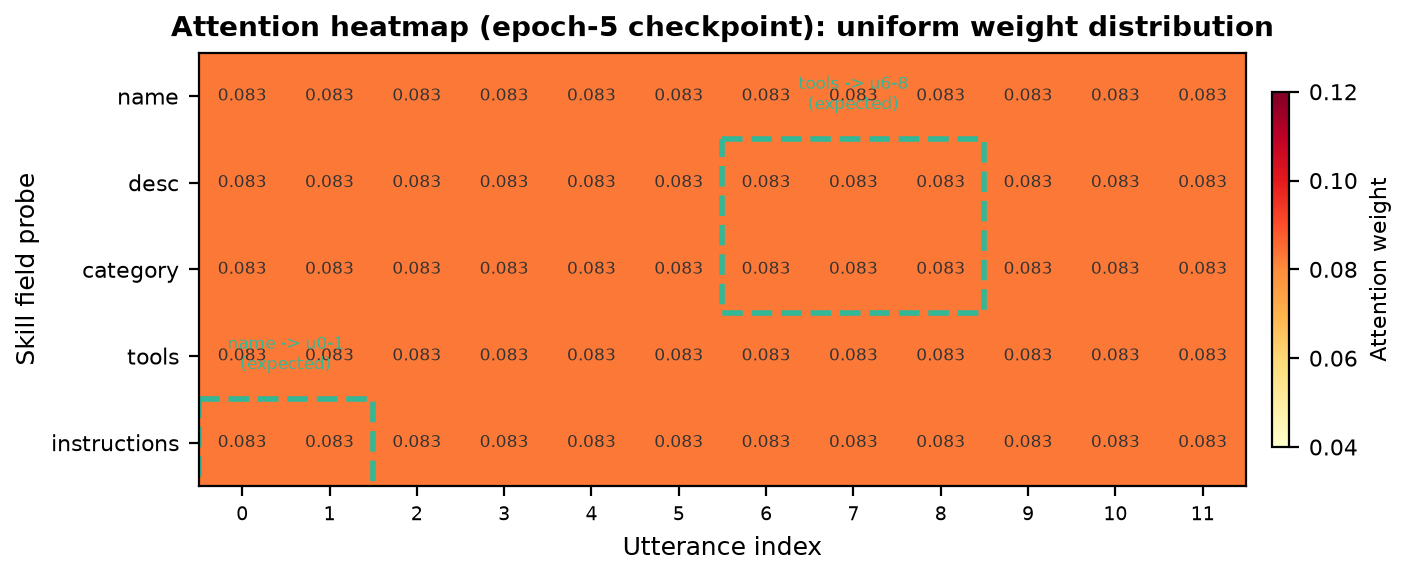 Attention heatmap (epoch-5 checkpoint): uniform weight distribution
tools -> u6-8
(expected)
name 0.083 0.083 0.083 0.083 0.083 0.083 0.083 0.083 0.083 0.083 0.083 0.083
desc 0.083 0.083 0.083 0.083 0.083 0.083 0.083 0.083 0.083 0.083 0.083 0.083
category 0.083 0.083 0.083 0.083 0.083 0.083 0.083 0.083 0.083 0.083 0.083 0.083
name -> u0-1
(expected)
tools 0.083 0.083 0.083 0.083 0.083 0.083 0.083 0.083 0.083 0.083 0.083 0.083
instructions 0.083 0.083 0.083 0.083 0.083 0.083 0.083 0.083 0.083 0.083 0.083 0.083
0 1 2 3 4 5 6 7 8 9 10 11
Utterance index
Skill field probe
0.12
0.10
0.08
0.06
0.04
Attention weight